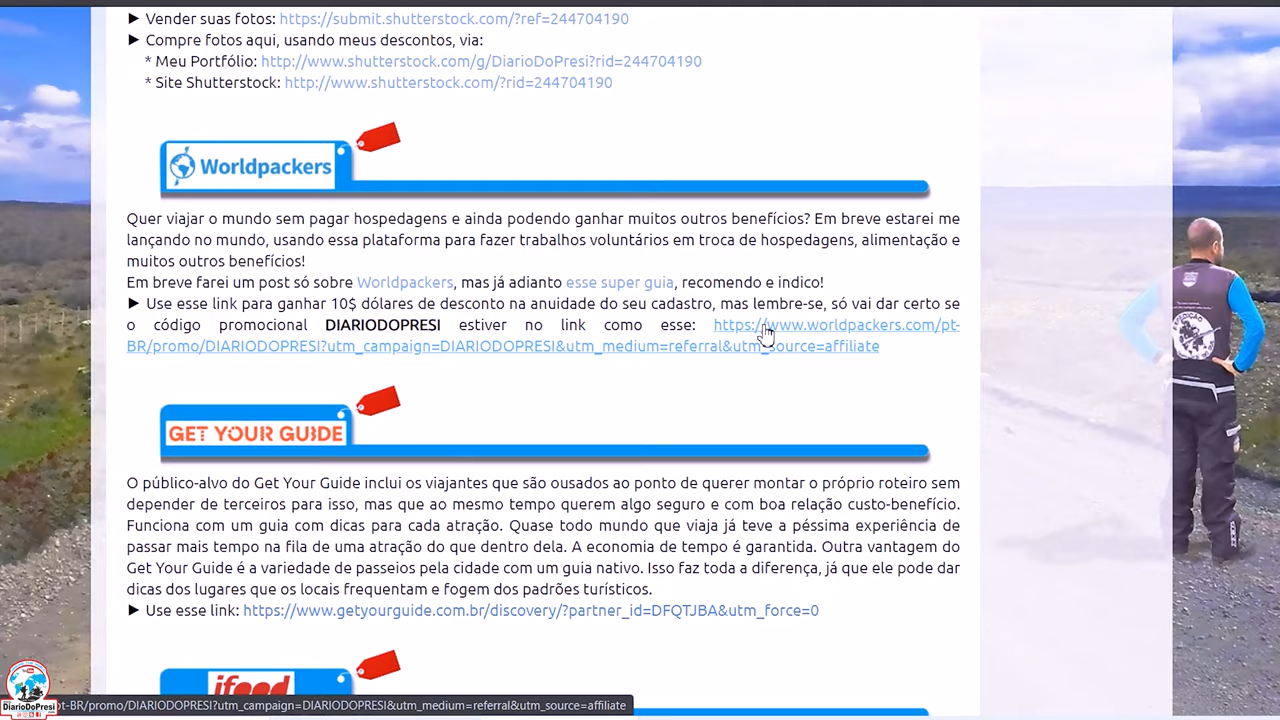 ► Vender suas fotos: https://submit.shutterstock.com/?ref=244704190
► Compre fotos aqui, usando meus descontos, via:
* Meu Portfólio: http://www.shutterstock.com/g/DiarioDoPresi?rid=244704190
* Site Shutterstock: http://www.shutterstock.com/?rid=244704190
Worldpackers
Quer viajar o mundo sem pagar hospedagens e ainda podendo ganhar muitos outros benefícios? Em breve estarei me
lançando no mundo, usando essa plataforma para fazer trabalhos voluntários em troca de hospedagens, alimentação e
muitos outros benefícios!
Em breve farei um post só sobre Worldpackers, mas já adianto esse super guia, recomendo e indico!
► Use esse link para ganhar 10$ dólares de desconto na anuidade do seu cadastro, mas lembre-se, só vai dar certo se
o código promocional DIARIODOPRESI estiver no link como esse: https://www.worldpackers.com/pt-
BR/promo/DIARIODOPRESI?utm_campaign=DIARIODOPRESI&utm_medium=referral&utm_source=affiliate
GET YOUR GUIDE
O público-alvo do Get Your Guide inclui os viajantes que são ousados ao ponto de querer montar o próprio roteiro sem
depender de terceiros para isso, mas que ao mesmo tempo querem algo seguro e com boa relação custo-benefício.
Funciona com um guia com dicas para cada atração. Quase todo mundo que viaja já teve a péssima experiência de
passar mais tempo na fila de uma atração do que dentro dela. A economia de tempo é garantida. Outra vantagem do
Get Your Guide é a variedade de passeios pela cidade com um guia nativo. Isso faz toda a diferença, já que ele pode dar
dicas dos lugares que os locais frequentam e fogem dos padrões turísticos.
► Use esse link: https://www.getyourguide.com.br/discovery/?partner_id=DFQTJBA&utm_force=0
ifood
pt-BR/promo/DIARIODOPRESI?utm_campaign=DIARIODOPRESI&utm_medium=referral&utm_source=affiliate
DiarioDoPresi
EXPEDIÇÃO